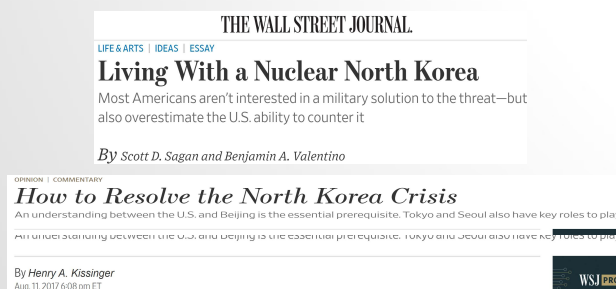 THE WALL STREET JOURNAL.
LIFE & ARTS | IDEAS | ESSAY
Living With a Nuclear North Korea
Most Americans aren't interested in a military solution to the threat—but
also overestimate the U.S. ability to counter it
By Scott D. Sagan and Benjamin A. Valentino
OPINION | COMMENTARY
How to Resolve the North Korea Crisis
An understanding between the U.S. and Beijing is the essential prerequisite. Tokyo and Seoul also have key roles to
An understanding between the U.S. and Beijing is the essential prerequisite. Tokyo and Seoul also have key roles to
By Henry A. Kissinger
Aug. 11, 2017 6:08 pm ET
WSJ